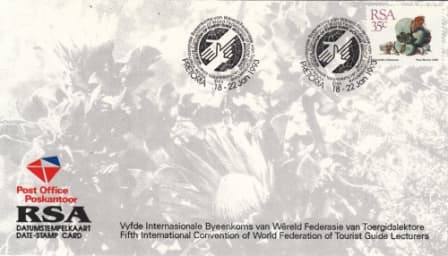 RSA
35c
PRETORIA
18-22 Jan 1993
PRETORIA
18-22 Jan 1993
Post Office
Poskantoor
RSA
DATUMSTEMPELKAART
DATE-STAMP CARD
Vyfde Internasionale Byeenkoms van Wêreld Federasie van Toergidslektore
Fifth International Convention of World Federation of Tourist Guide Lecturers